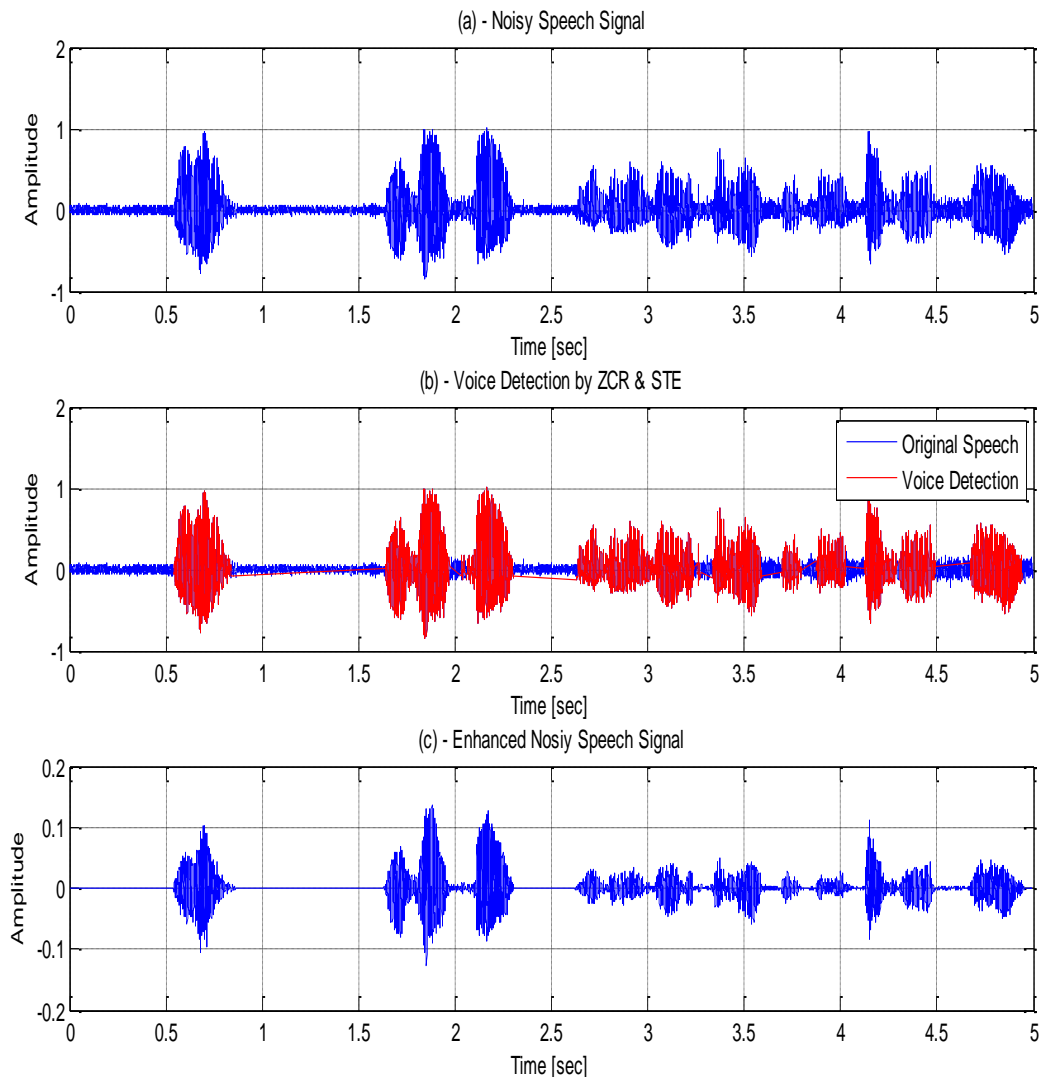 (a) - Noisy Speech Signal
2
1
0
-1
Amplitude
0 0.5 1 1.5 2 2.5 3 3.5 4 4.5 5
Time [sec]
(b) - Voice Detection by ZCR & STE
2
1
0
-1
Amplitude
Original Speech
Voice Detection
0 0.5 1 1.5 2 2.5 3 3.5 4 4.5 5
Time [sec]
(c) - Enhanced Nosiy Speech Signal
0.2
0.1
0
-0.1
-0.2
Amplitude
0 0.5 1 1.5 2 2.5 3 3.5 4 4.5 5
Time [sec]